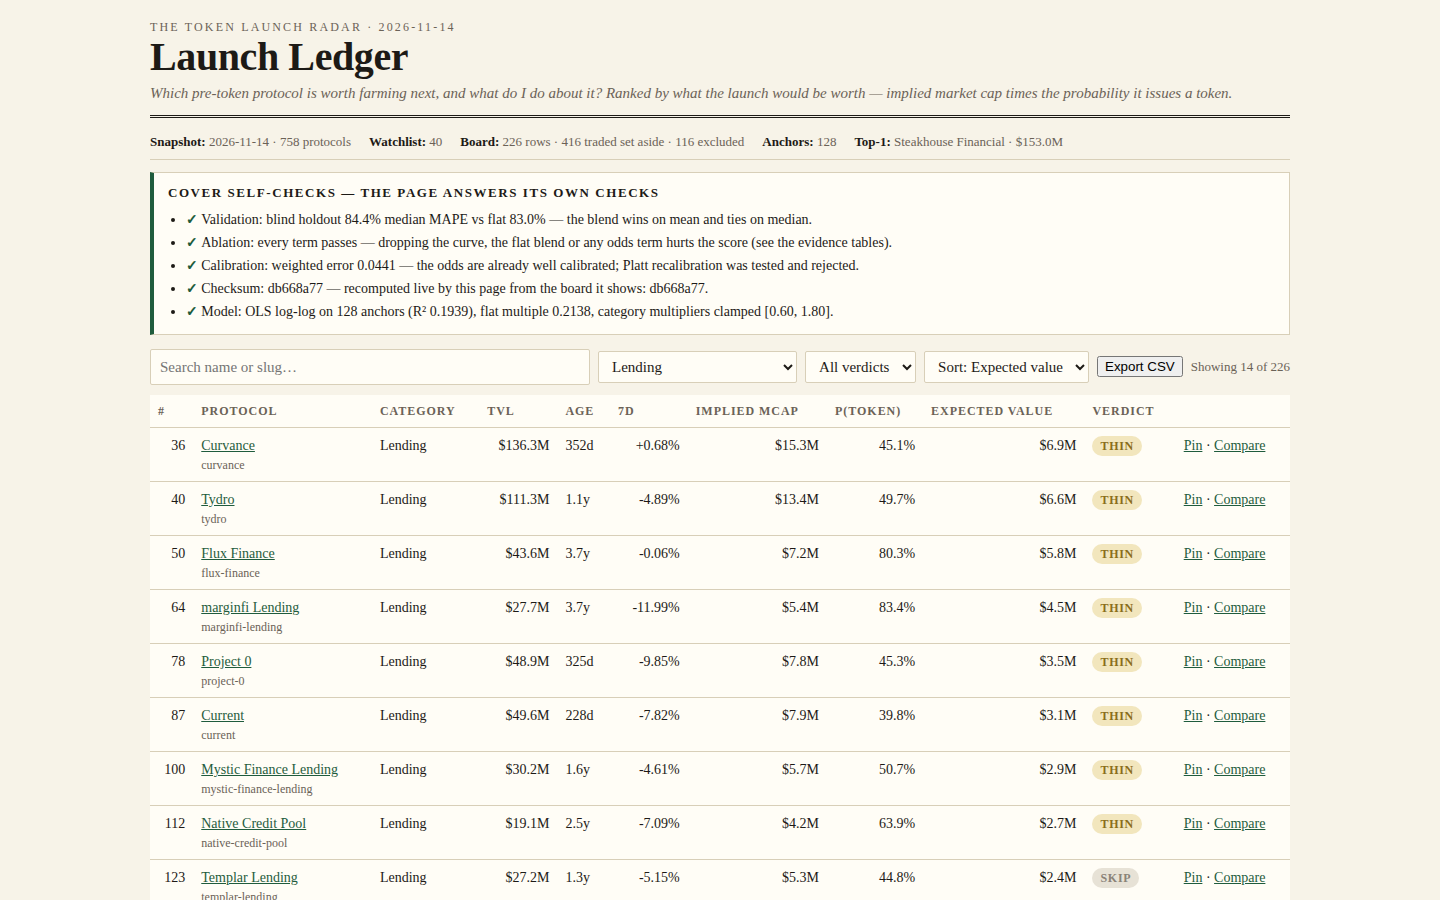 THE TOKEN LAUNCH RADAR · 2026-11-14
Launch Ledger
Which pre-token protocol is worth farming next, and what do I do about it? Ranked by what the launch would be worth — implied market cap times the probability it issues a token.
Snapshot: 2026-11-14 · 758 protocols Watchlist: 40 Board: 226 rows · 416 traded set aside · 116 excluded Anchors: 128 Top-1: Steakhouse Financial · $153.0M
COVER SELF-CHECKS — THE PAGE ANSWERS ITS OWN CHECKS
• ✓ Validation: blind holdout 84.4% median MAPE vs flat 83.0% — the blend wins on mean and ties on median.
• ✓ Ablation: every term passes — dropping the curve, the flat blend or any odds term hurts the score (see the evidence tables).
• ✓ Calibration: weighted error 0.0441 — the odds are already well calibrated; Platt recalibration was tested and rejected.
• ✓ Checksum: db668a77 — recomputed live by this page from the board it shows: db668a77.
• ✓ Model: OLS log-log on 128 anchors (R² 0.1939), flat multiple 0.2138, category multipliers clamped [0.60, 1.80].
Search name or slug… Lending All verdicts Sort: Expected value Export CSV Showing 14 of 226
# PROTOCOL CATEGORY TVL AGE 7D IMPLIED MCAP P(TOKEN) EXPECTED VALUE VERDICT
36 Curvance Lending $136.3M 352d +0.68% $15.3M 45.1% $6.9M THIN Pin · Compare
curvance
40 Tydro Lending $111.3M 1.1y -4.89% $13.4M 49.7% $6.6M THIN Pin · Compare
tydro
50 Flux Finance Lending $43.6M 3.7y -0.06% $7.2M 80.3% $5.8M THIN Pin · Compare
flux-finance
64 marginfi Lending Lending $27.7M 3.7y -11.99% $5.4M 83.4% $4.5M THIN Pin · Compare
marginfi-lending
78 Project 0 Lending $48.9M 325d -9.85% $7.8M 45.3% $3.5M THIN Pin · Compare
project-0
87 Current Lending $49.6M 228d -7.82% $7.9M 39.8% $3.1M THIN Pin · Compare
current
100 Mystic Finance Lending Lending $30.2M 1.6y -4.61% $5.7M 50.7% $2.9M THIN Pin · Compare
mystic-finance-lending
112 Native Credit Pool Lending $19.1M 2.5y -7.09% $4.2M 63.9% $2.7M THIN Pin · Compare
native-credit-pool
123 Templar Lending Lending $27.2M 1.3y -5.15% $5.3M 44.8% $2.4M SKIP Pin · Compare
templar-lending